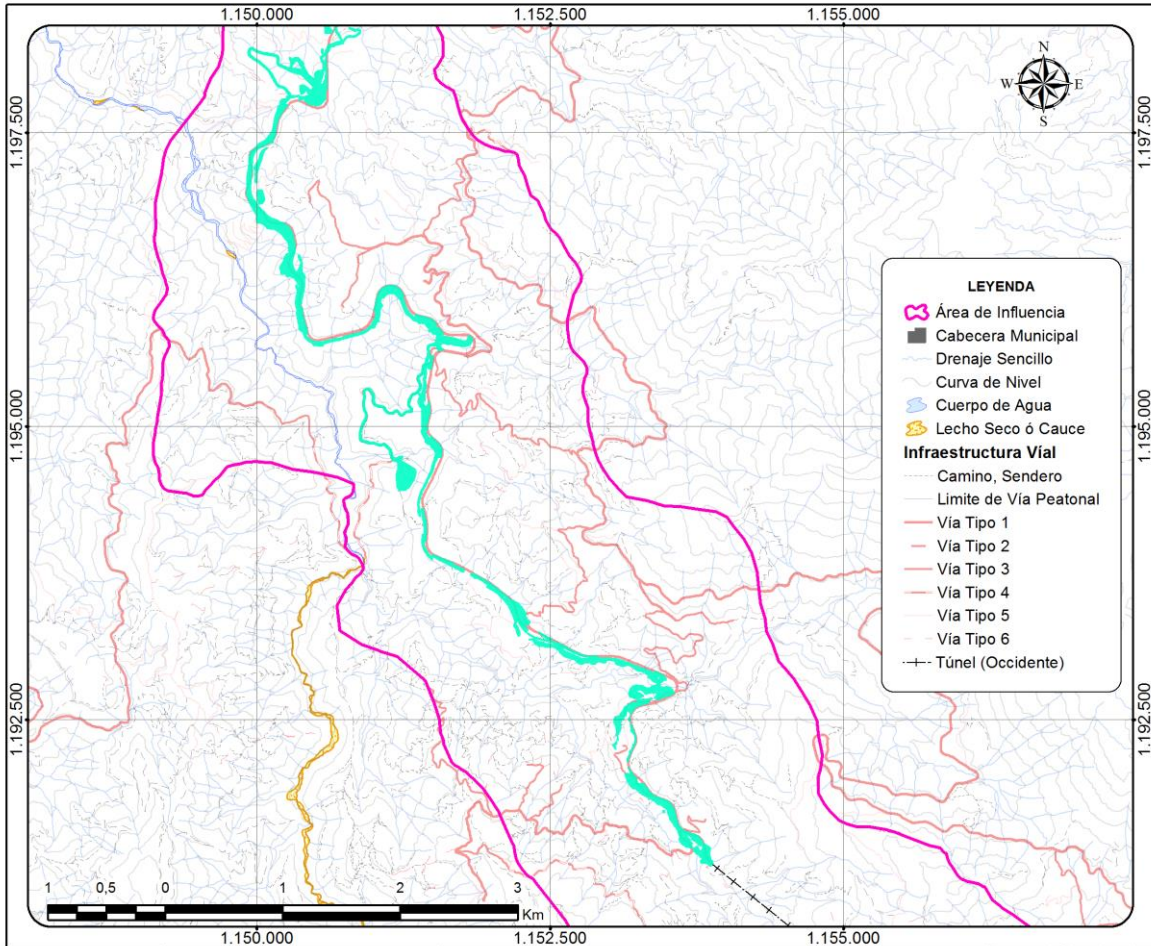 1.150.000 1.152.500 1.155.000
N
W E
S
1.197.500 1.197.500
LEYENDA
Área de Influencia
Cabecera Municipal
Drenaje Sencillo
Curva de Nivel
Cuerpo de Agua
Lecho Seco ó Cauce
Infraestructura Víal
Camino, Sendero
Limite de Vía Peatonal
Vía Tipo 1
Vía Tipo 2
Vía Tipo 3
Vía Tipo 4
Vía Tipo 5
Vía Tipo 6
Túnel (Occidente)
1.195.000 1.195.000
1.192.500 1.192.500
1 0,5 0 1 2 3
Km
1.150.000 1.152.500 1.155.000